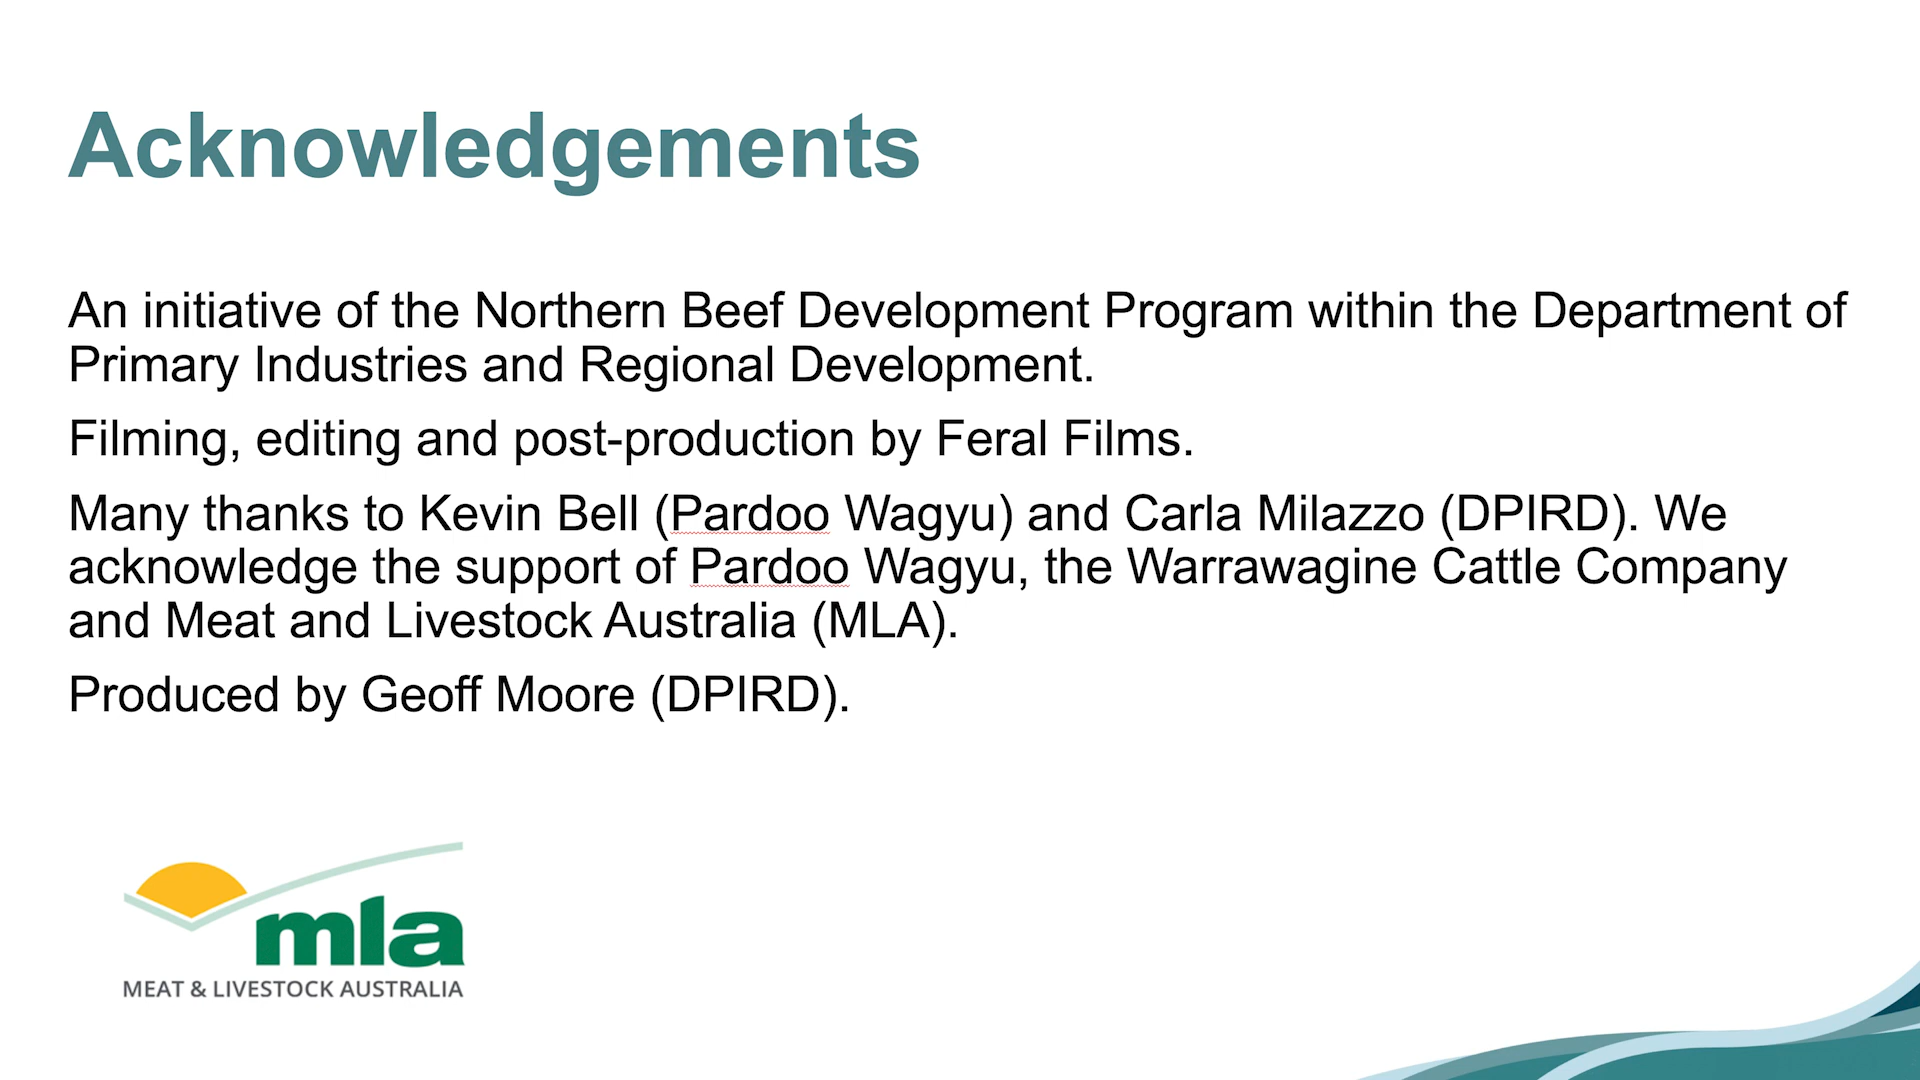 Acknowledgements
An initiative of the Northern Beef Development Program within the Department of
Primary Industries and Regional Development.
Filming, editing and post-production by Feral Films.
Many thanks to Kevin Bell (Pardoo Wagyu) and Carla Milazzo (DPIRD). We
acknowledge the support of Pardoo Wagyu, the Warrawagine Cattle Company
and Meat and Livestock Australia (MLA).
Produced by Geoff Moore (DPIRD).
mla
MEAT & LIVESTOCK AUSTRALIA